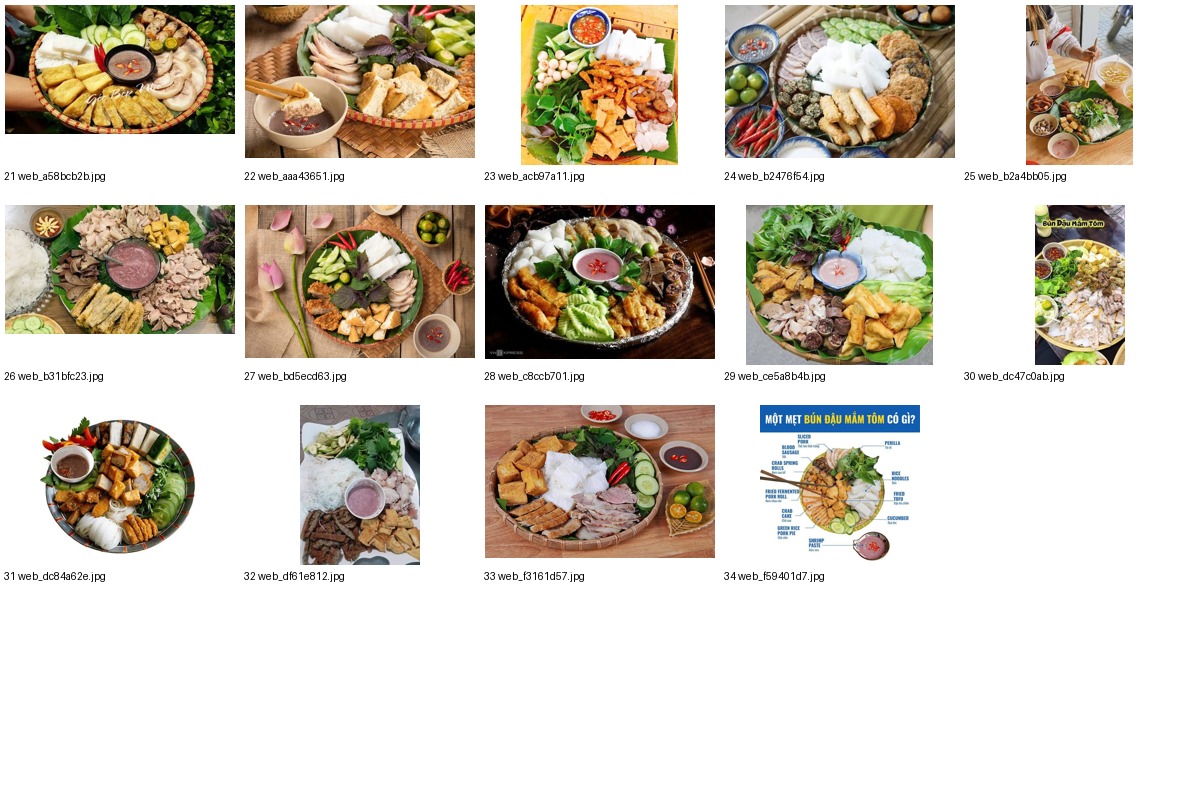 21 web_a58bcb2b.jpg
22 web_aaa43651.jpg
23 web_acb97a11.jpg
24 web_b2476f54.jpg
25 web_b2a4bb05.jpg
26 web_b31bfc23.jpg
27 web_bd5ecd63.jpg
28 web_c8ccb701.jpg
29 web_ce5a8b4b.jpg
Bún Đậu Mắm Tôm
30 web_dc47c0ab.jpg
31 web_dc84a62e.jpg
32 web_df61e812.jpg
33 web_f3161d57.jpg
MỘT MẸT BÚN ĐẬU MẮM TÔM CÓ GÌ?
SLICED PORK
BLOOD SAUSAGE
CRAB SPRING ROLLS
FRIED FERMENTED PORK ROLL
CRAB CAKE
GREEN RICE PORK PIE
SHRIMP PASTE
PERILLA
RICE NOODLES
FRIED TOFU
CUCUMBER
34 web_f59401d7.jpg